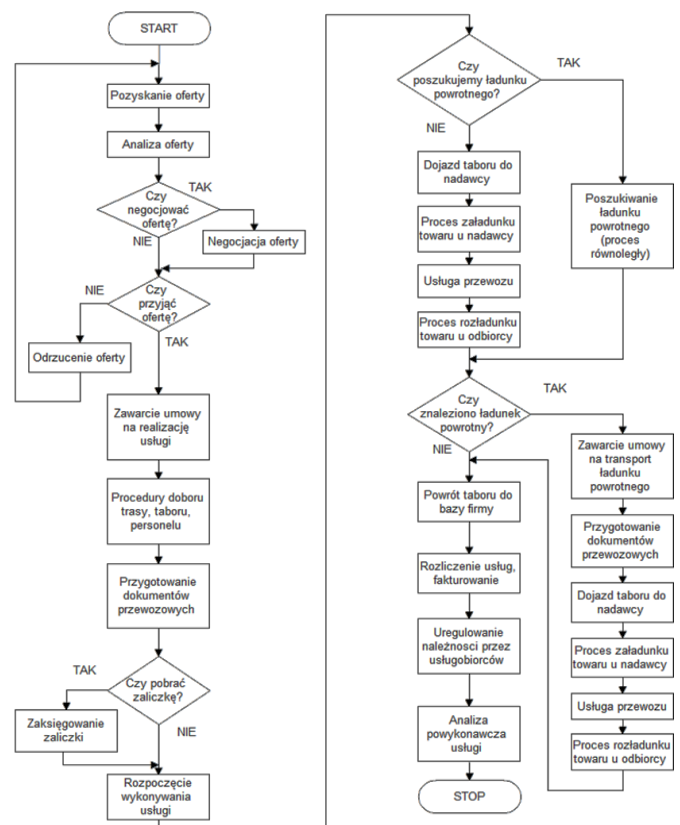 START
Pozyskanie oferty
Analiza oferty
Czy
negocjować
ofertę?
TAK
NIE
Negocjacja oferty
Czy
przyjąć
ofertę?
NIE
TAK
Odrzucenie oferty
Zawarcie umowy
na realizację
usługi
Procedury doboru
trasy, taboru,
personelu
Przygotowanie
dokumentów
przewozowych
Czy pobrać
zaliczkę?
TAK
NIE
Zaksięgowanie
zaliczki
Rozpoczęcie
wykonywania
usługi
Czy
poszukujemy ładunku
powrotnego?
TAK
NIE
Dojazd taboru do
nadawcy
Proces załadunku
towaru u nadawcy
Usługa przewozu
Proces rozładunku
towaru u odbiorcy
Poszukiwanie
ładunku
powrotnego
(proces
równoległy)
Czy
znaleziono ładunek
powrotny?
TAK
NIE
Powrót taboru do
bazy firmy
Rozliczenie usług,
fakturowanie
Uregulowanie
należnosci przez
usługobiorców
Analiza
powykonawcza
usługi
STOP
Zawarcie umowy
na transport
ładunku
powrotnego
Przygotowanie
dokumentów
przewozowych
Dojazd taboru do
nadawcy
Proces załadunku
towaru u nadawcy
Usługa przewozu
Proces rozładunku
towaru u odbiorcy